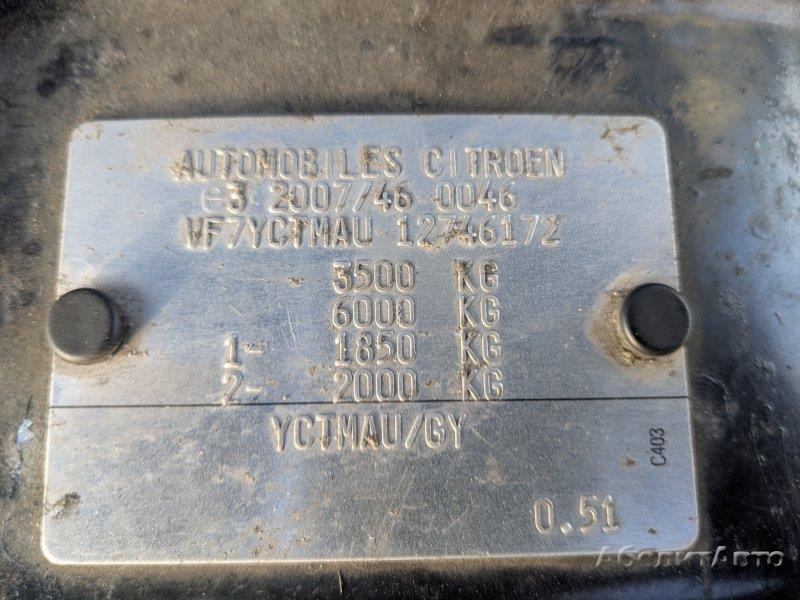 AUTOMOBILES CITROEN
e3 2007/46 0046
VF7YCTMAU 12746172
3500 KG
6000 KG
1- 1850 KG
2- 2000 KG
YCTMAU/GY
C403
0.51
АбсолютАвто